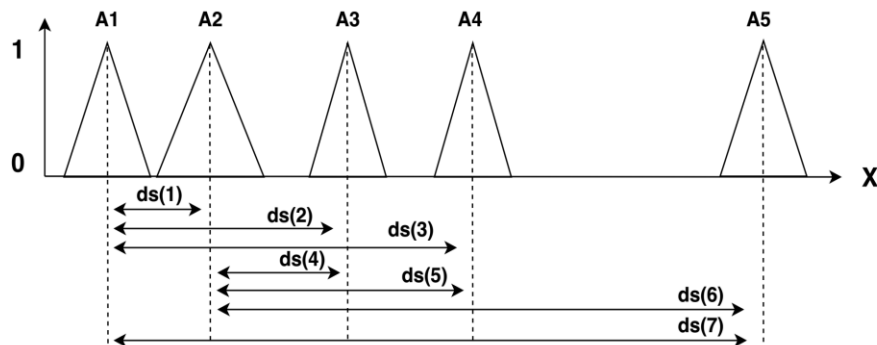 A1 A2 A3 A4 A5
1
0
X
ds(1)
ds(2)
ds(3)
ds(4)
ds(5)
ds(6)
ds(7)